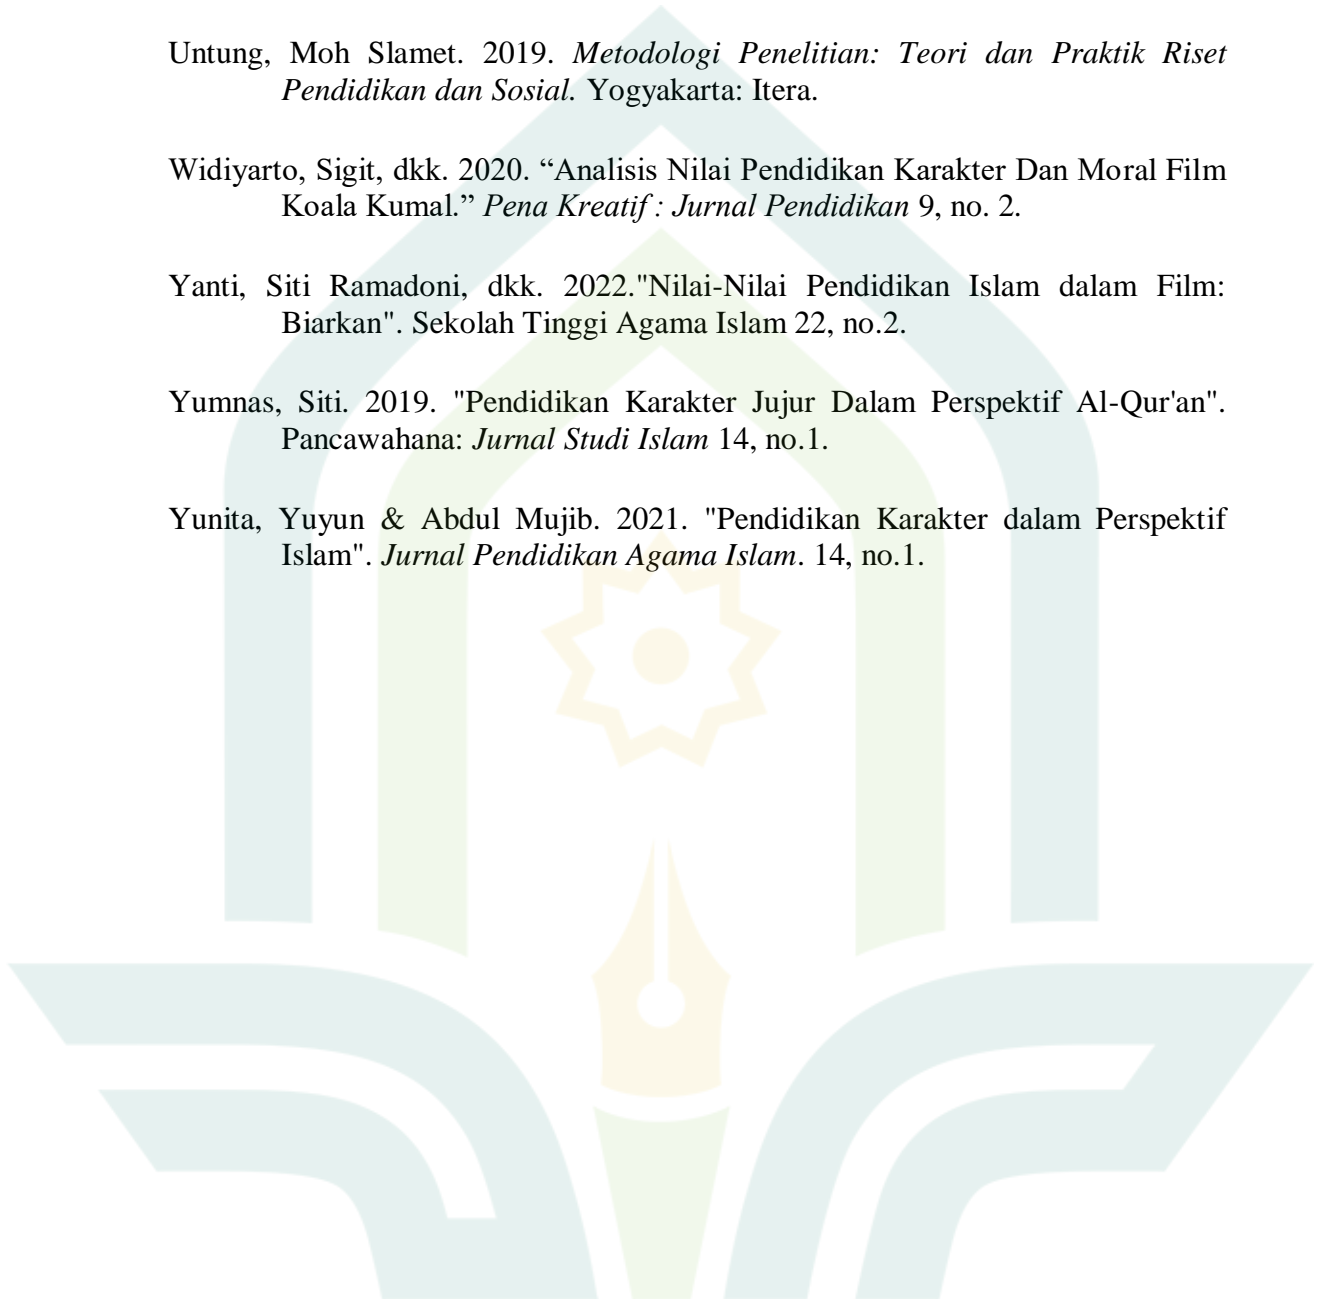 Untung, Moh Slamet. 2019. Metodologi Penelitian: Teori dan Praktik Riset
Pendidikan dan Sosial. Yogyakarta: Itera.
Widiyarto, Sigit, dkk. 2020. “Analisis Nilai Pendidikan Karakter Dan Moral Film
Koala Kumal.” Pena Kreatif : Jurnal Pendidikan 9, no. 2.
Yanti, Siti Ramadoni, dkk. 2022."Nilai-Nilai Pendidikan Islam dalam Film:
Biarkan". Sekolah Tinggi Agama Islam 22, no.2.
Yumnas, Siti. 2019. "Pendidikan Karakter Jujur Dalam Perspektif Al-Qur'an".
Pancawahana: Jurnal Studi Islam 14, no.1.
Yunita, Yuyun & Abdul Mujib. 2021. "Pendidikan Karakter dalam Perspektif
Islam". Jurnal Pendidikan Agama Islam. 14, no.1.